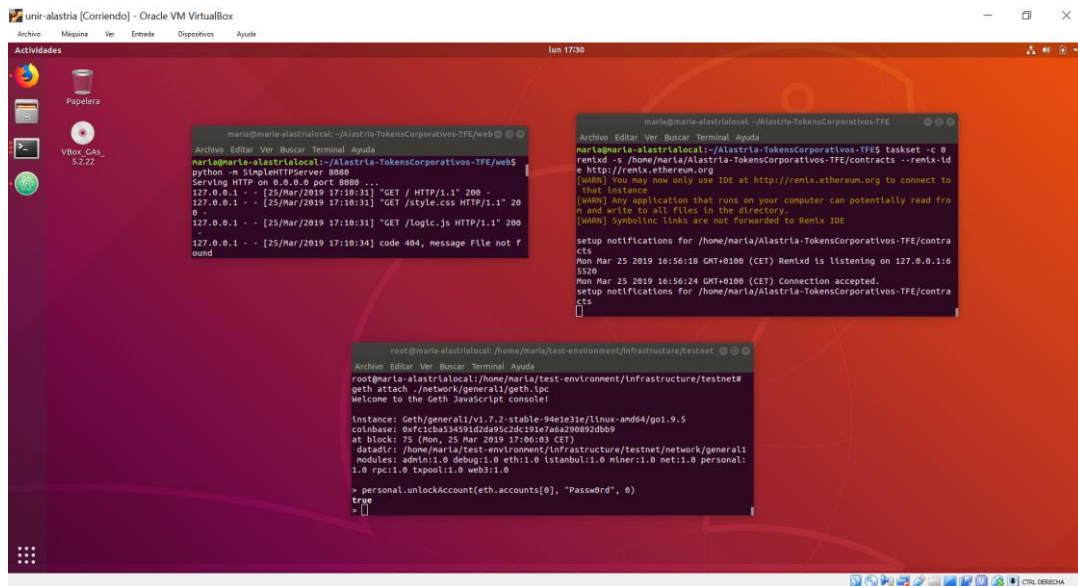 unir-alastria [Corriendo] - Oracle VM VirtualBox
Archivo Máquina Ver Entrada Dispositivos Ayuda
Actividades lun 17:30
Papelera
VBox_GAs_
5.2.22
maria@maria-alastrialocal: ~/Alastria-TokensCorporativos-TFE/web
Archivo Editar Ver Buscar Terminal Ayuda
maria@maria-alastrialocal:~/Alastria-TokensCorporativos-TFE/web$
python -m SimpleHTTPServer 8080
Serving HTTP on 0.0.0.0 port 8080 ...
127.0.0.1 - - [25/Mar/2019 17:10:31] "GET / HTTP/1.1" 200 -
127.0.0.1 - - [25/Mar/2019 17:10:31] "GET /style.css HTTP/1.1" 20
0 -
127.0.0.1 - - [25/Mar/2019 17:10:31] "GET /logic.js HTTP/1.1" 200
-
127.0.0.1 - - [25/Mar/2019 17:10:34] code 404, message File not f
ound
maria@maria-alastrialocal: ~/Alastria-TokensCorporativos-TFE
Archivo Editar Ver Buscar Terminal Ayuda
maria@maria-alastrialocal:~/Alastria-TokensCorporativos-TFE$ taskset -c 0
remixd -s /home/maria/Alastria-TokensCorporativos-TFE/contracts --remix-id
e http://remix.ethereum.org
[WARN] You may now only use IDE at http://remix.ethereum.org to connect to
that instance
[WARN] Any application that runs on your computer can potentially read fro
m and write to all files in the directory.
[WARN] Symbolinc links are not forwarded to Remix IDE
setup notifications for /home/maria/Alastria-TokensCorporativos-TFE/contra
cts
Mon Mar 25 2019 16:56:18 GMT+0100 (CET) Remixd is listening on 127.0.0.1:6
5520
Mon Mar 25 2019 16:56:24 GMT+0100 (CET) Connection accepted.
setup notifications for /home/maria/Alastria-TokensCorporativos-TFE/contra
cts
root@maria-alastrialocal: /home/maria/test-environment/infrastructure/testnet
Archivo Editar Ver Buscar Terminal Ayuda
root@maria-alastrialocal:/home/maria/test-environment/infrastructure/testnet#
geth attach ./network/general1/geth.ipc
Welcome to the Geth JavaScript console!
instance: Geth/general1/v1.7.2-stable-94e1e31e/linux-amd64/go1.9.5
coinbase: 0xfc1cba534591d2da95c2dc191e7a6a290892dbb9
at block: 75 (Mon, 25 Mar 2019 17:06:03 CET)
datadir: /home/maria/test-environment/infrastructure/testnet/network/general1
modules: admin:1.0 debug:1.0 eth:1.0 istanbul:1.0 miner:1.0 net:1.0 personal:
1.0 rpc:1.0 txpool:1.0 web3:1.0
> personal.unlockAccount(eth.accounts[0], "Passw0rd", 0)
true
>
CTRL DERECHA